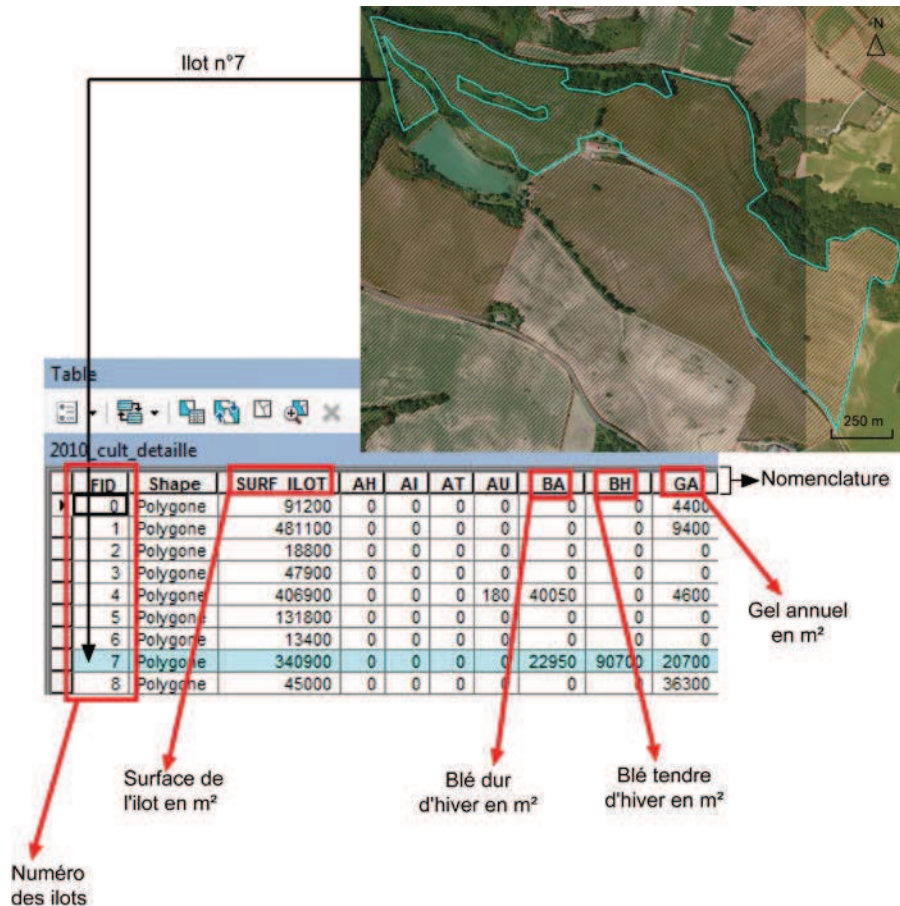 Ilot n°7
N
250 m
Table
2010_cult_detaille
FID Shape SURF_ILOT AH AI AT AU BA BH GA
Nomenclature
0 Polygone 91200 0 0 0 0 0 0 4400
1 Polygone 481100 0 0 0 0 0 0 9400
2 Polygone 18800 0 0 0 0 0 0 0
3 Polygone 47900 0 0 0 0 0 0 0
4 Polygone 406900 0 0 0 180 40050 0 4600
5 Polygone 131800 0 0 0 0 0 0 0
6 Polygone 13400 0 0 0 0 0 0 0
7 Polygone 340900 0 0 0 0 22950 90700 20700
8 Polygone 45000 0 0 0 0 0 0 36300
Gel annuel
en m²
Surface de
l'ilot en m²
Blé dur
d'hiver en m²
Blé tendre
d'hiver en m²
Numéro
des ilots